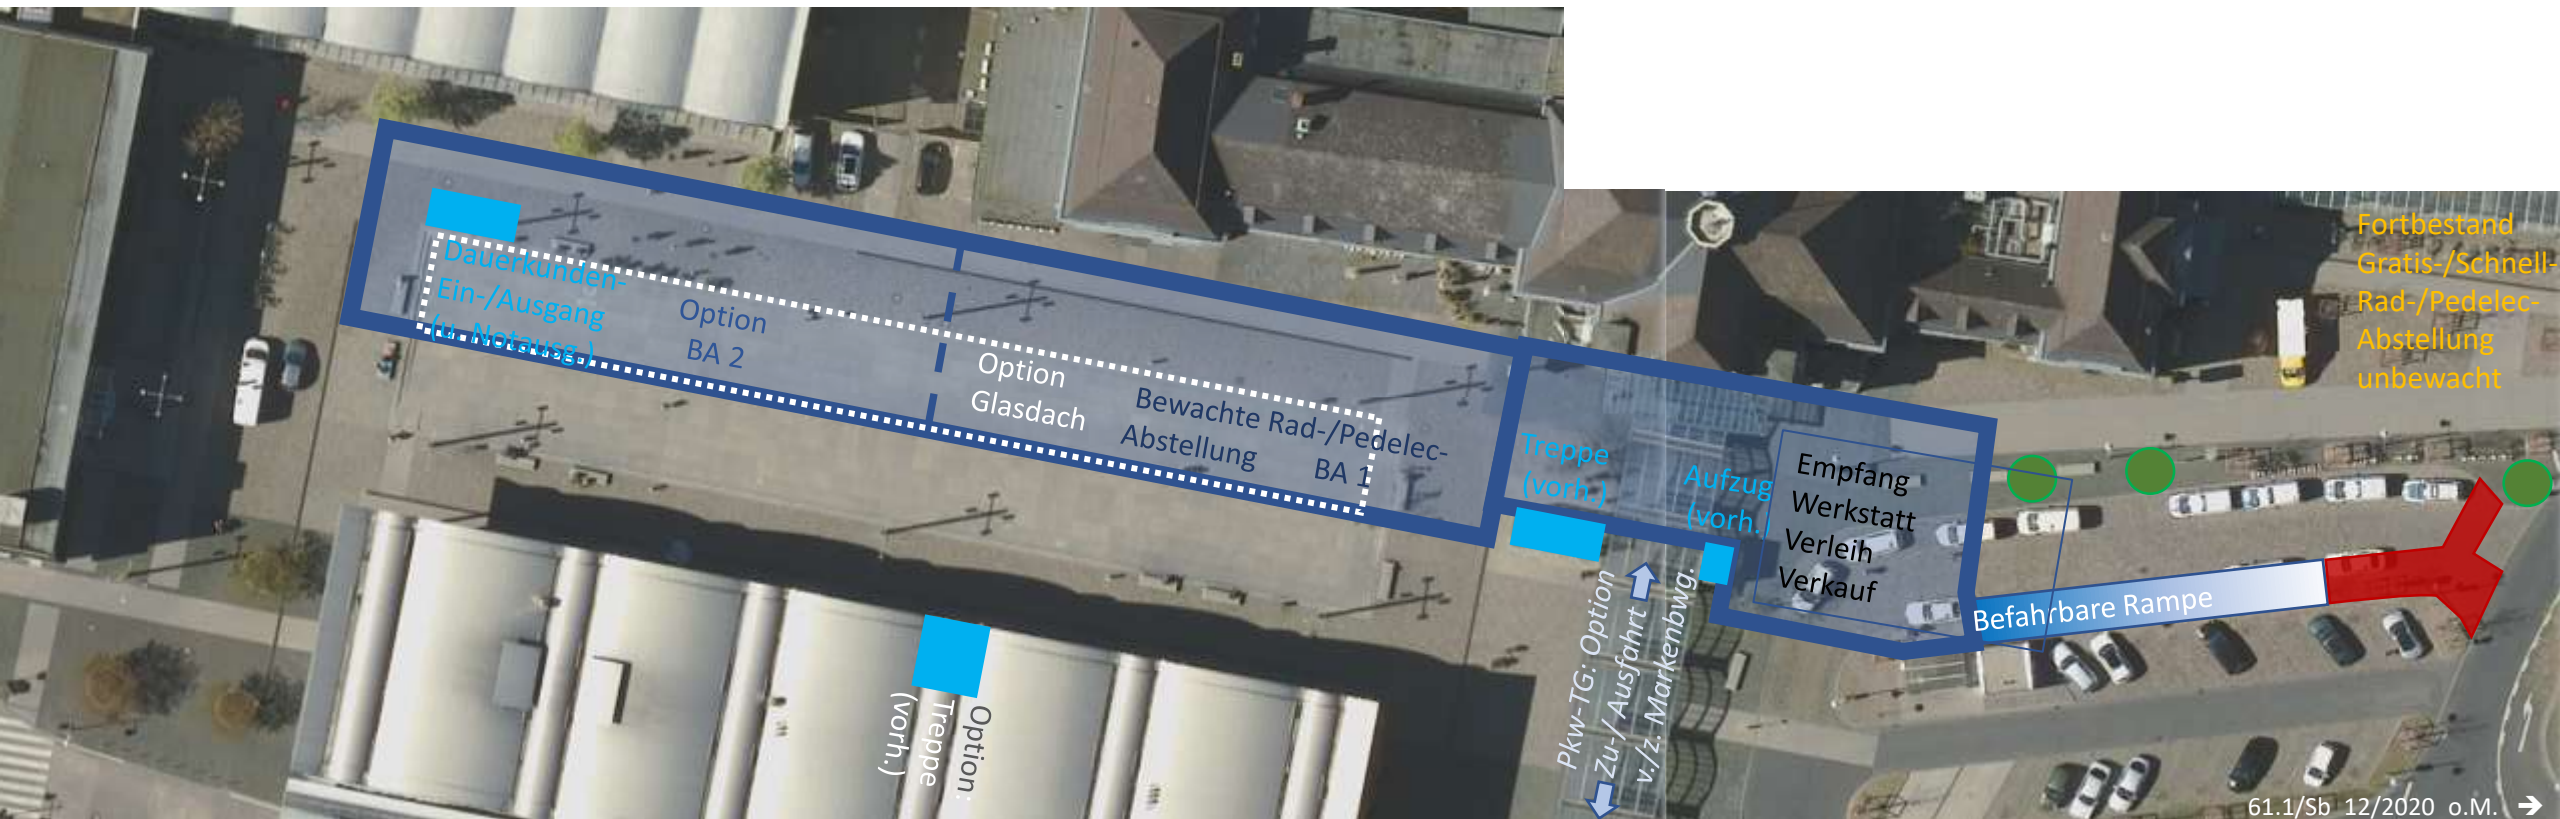 Dauerkunden-
Ein-/Ausgang
(u. Notausg.)
Option
BA 2
Option
Glasdach
Bewachte Rad-/Pedelec-
Abstellung BA 1
Treppe
(vorh.)
Aufzug
(vorh.)
Empfang
Werkstatt
Verleih
Verkauf
Befahrbare Rampe
Fortbestand
Gratis-/Schnell-
Rad-/Pedelec-
Abstellung
unbewacht
Option:
Treppe
(vorh.)
Pkw-TG: Option
Zu-/ Ausfahrt
v./z. Markenbwg.
61.1/Sb 12/2020 o.M. ➔